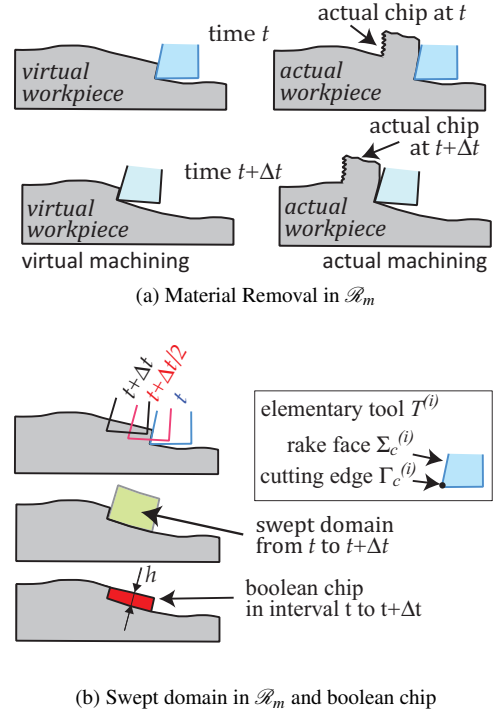 time t
actual chip at t
virtual workpiece
actual workpiece
actual chip at t+Δt
time t+Δt
virtual workpiece
actual workpiece
virtual machining
actual machining
(a) Material Removal in ℛm
t+Δt
t+Δt/2
t
elementary tool T^(i)
rake face Σc^(i)
cutting edge Γc^(i)
swept domain
from t to t+Δt
h
boolean chip
in interval t to t+Δt
(b) Swept domain in ℛm and boolean chip